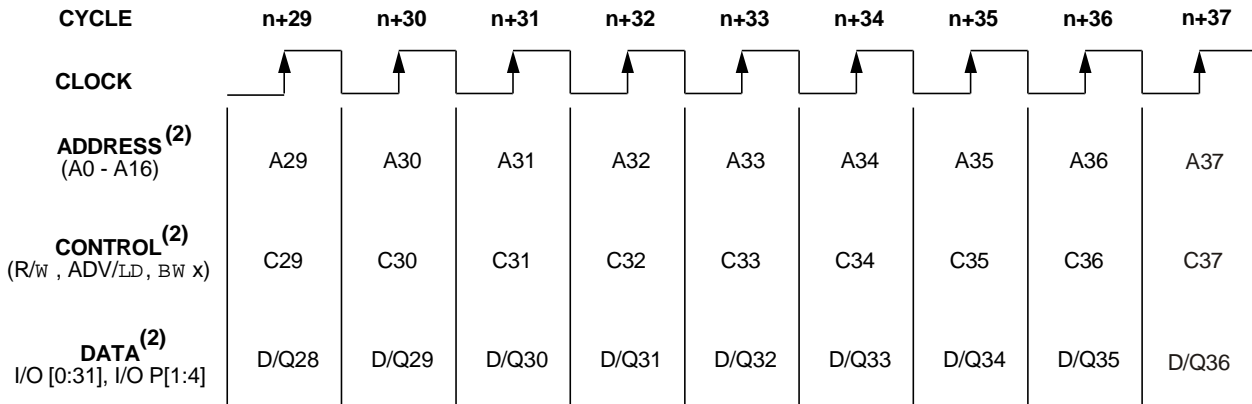 CYCLE n+29 n+30 n+31 n+32 n+33 n+34 n+35 n+36 n+37
CLOCK
ADDRESS(2)
(A0 - A16) A29 A30 A31 A32 A33 A34 A35 A36 A37
CONTROL(2)
(R/W , ADV/LD, BW x) C29 C30 C31 C32 C33 C34 C35 C36 C37
DATA(2)
I/O [0:31], I/O P[1:4] D/Q28 D/Q29 D/Q30 D/Q31 D/Q32 D/Q33 D/Q34 D/Q35 D/Q36